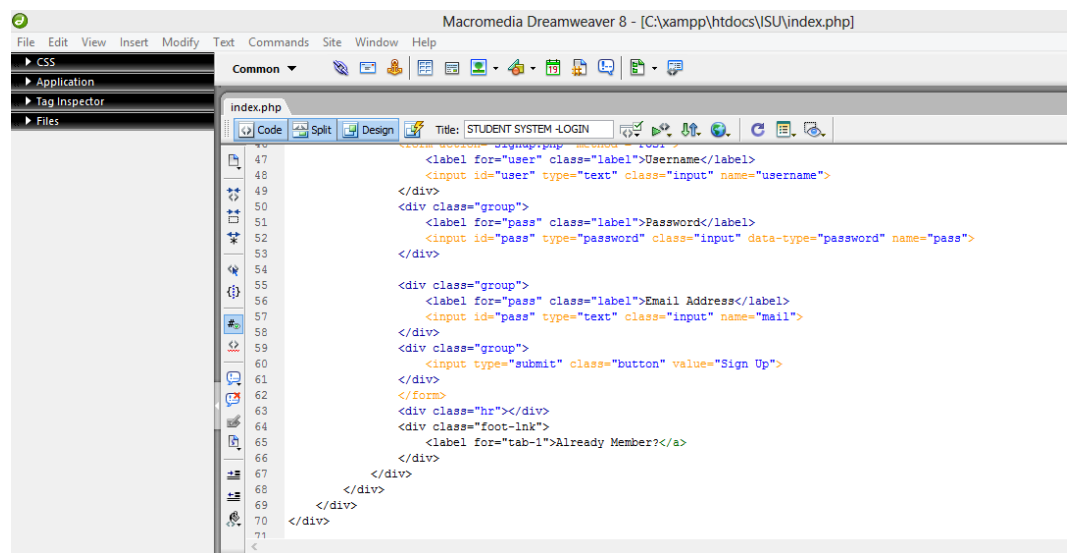 Macromedia Dreamweaver 8 - [C:\xampp\htdocs\ISU\index.php]
File Edit View Insert Modify Text Commands Site Window Help
CSS
Application
Tag Inspector
Files
Common
index.php
Code Split Design Title: STUDENT SYSTEM -LOGIN
46 <form action="signup.php" method = "POST">
47 <label for="user" class="label">Username</label>
48 <input id="user" type="text" class="input" name="username">
49 </div>
50 <div class="group">
51 <label for="pass" class="label">Password</label>
52 <input id="pass" type="password" class="input" data-type="password" name="pass">
53 </div>
54
55 <div class="group">
56 <label for="pass" class="label">Email Address</label>
57 <input id="pass" type="text" class="input" name="mail">
58 </div>
59 <div class="group">
60 <input type="submit" class="button" value="Sign Up">
61 </div>
62 </form>
63 <div class="hr"></div>
64 <div class="foot-lnk">
65 <label for="tab-1">Already Member?</a>
66 </div>
67 </div>
68 </div>
69 </div>
70 </div>
71